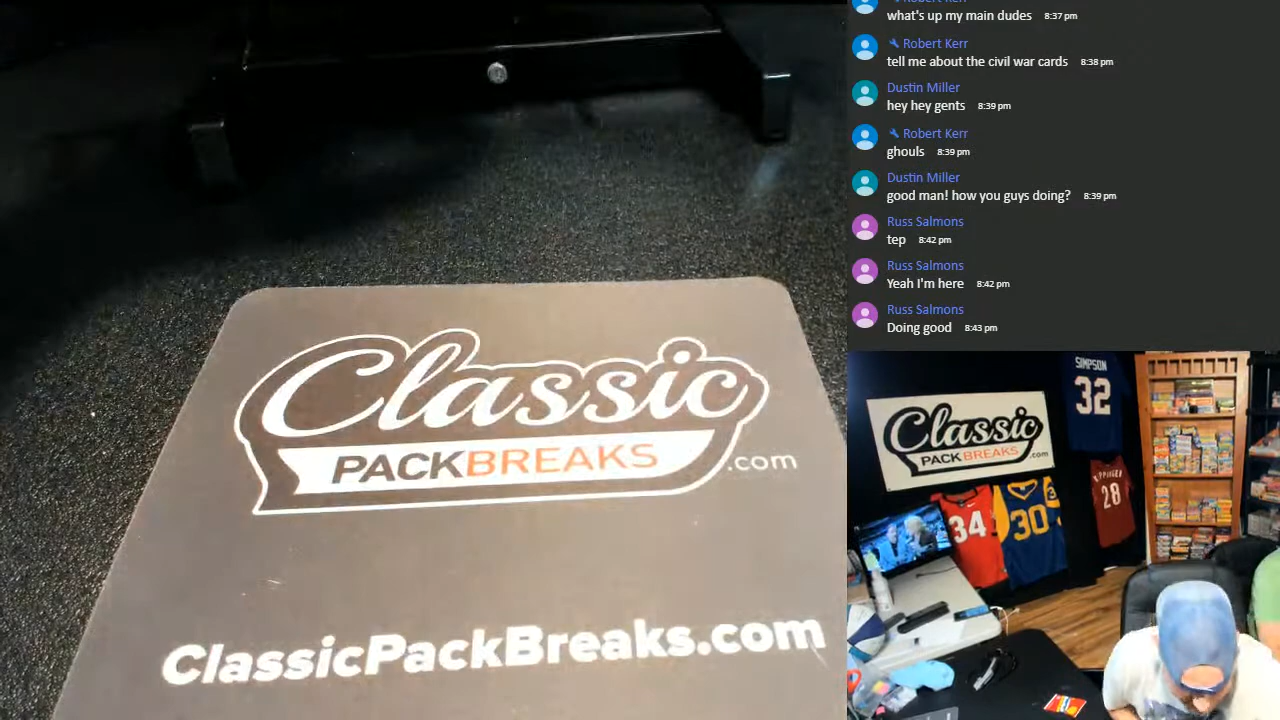 what's up my main dudes 8:37 pm
Robert Kerr
tell me about the civil war cards 8:38 pm
Dustin Miller
hey hey gents 8:39 pm
Robert Kerr
ghouls 8:39 pm
Dustin Miller
good man! how you guys doing? 8:39 pm
Russ Salmons
tep 8:42 pm
Russ Salmons
Yeah I'm here 8:42 pm
Russ Salmons
Doing good 8:43 pm
Classic
PACKBREAKS.com
ClassicPackBreaks.com
SIMPSON
32
Classic
PACKBREAKS.com
34
30
28